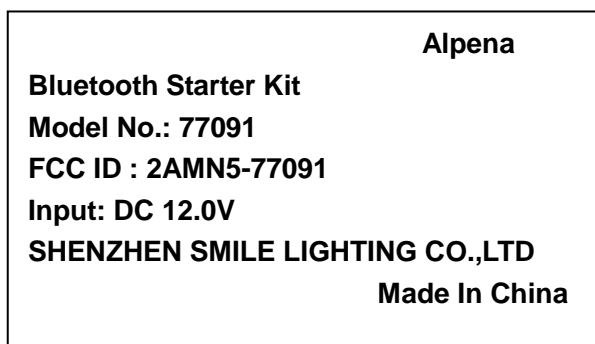 Alpena
Bluetooth Starter Kit
Model No.: 77091
FCC ID : 2AMN5-77091
Input: DC 12.0V
SHENZHEN SMILE LIGHTING CO.,LTD
Made In China